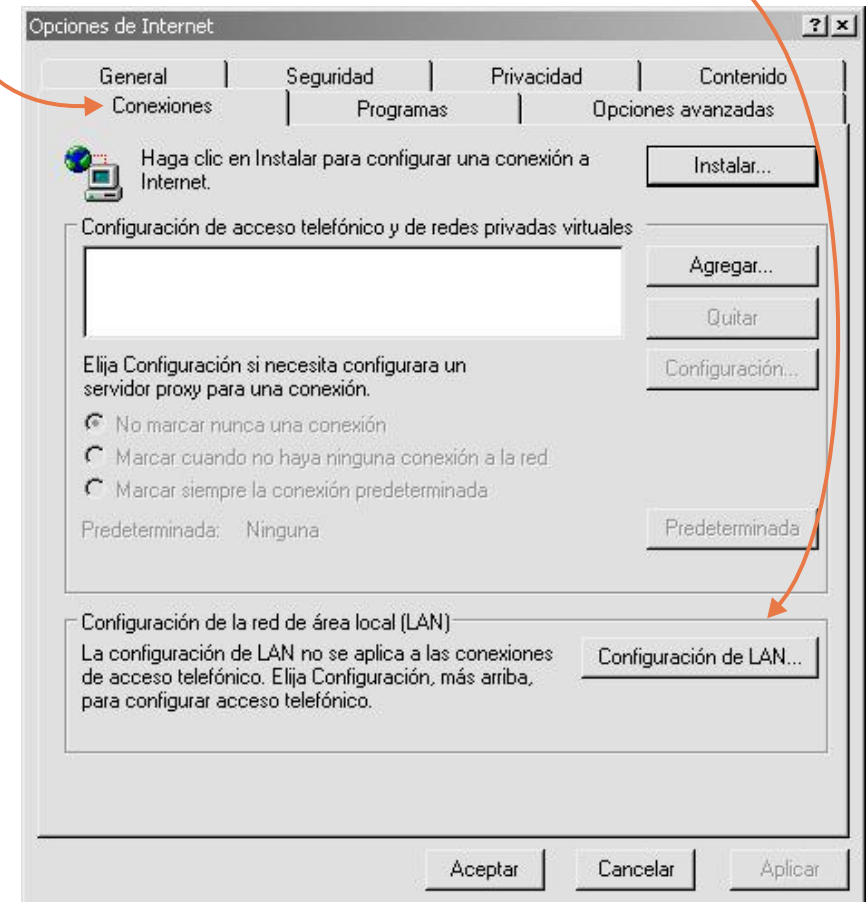 Opciones de Internet
General
Seguridad
Privacidad
Contenido
Conexiones
Programas
Opciones avanzadas
Haga clic en Instalar para configurar una conexión a
Internet.
Instalar...
Configuración de acceso telefónico y de redes privadas virtuales
Agregar...
Quitar
Elija Configuración si necesita configurara un
servidor proxy para una conexión.
Configuración...
No marcar nunca una conexión
Marcar cuando no haya ninguna conexión a la red
Marcar siempre la conexión predeterminada
Predeterminada: Ninguna
Predeterminada
Configuración de la red de área local (LAN)
La configuración de LAN no se aplica a las conexiones
de acceso telefónico. Elija Configuración, más arriba,
para configurar acceso telefónico.
Configuración de LAN...
Aceptar
Cancelar
Aplicar